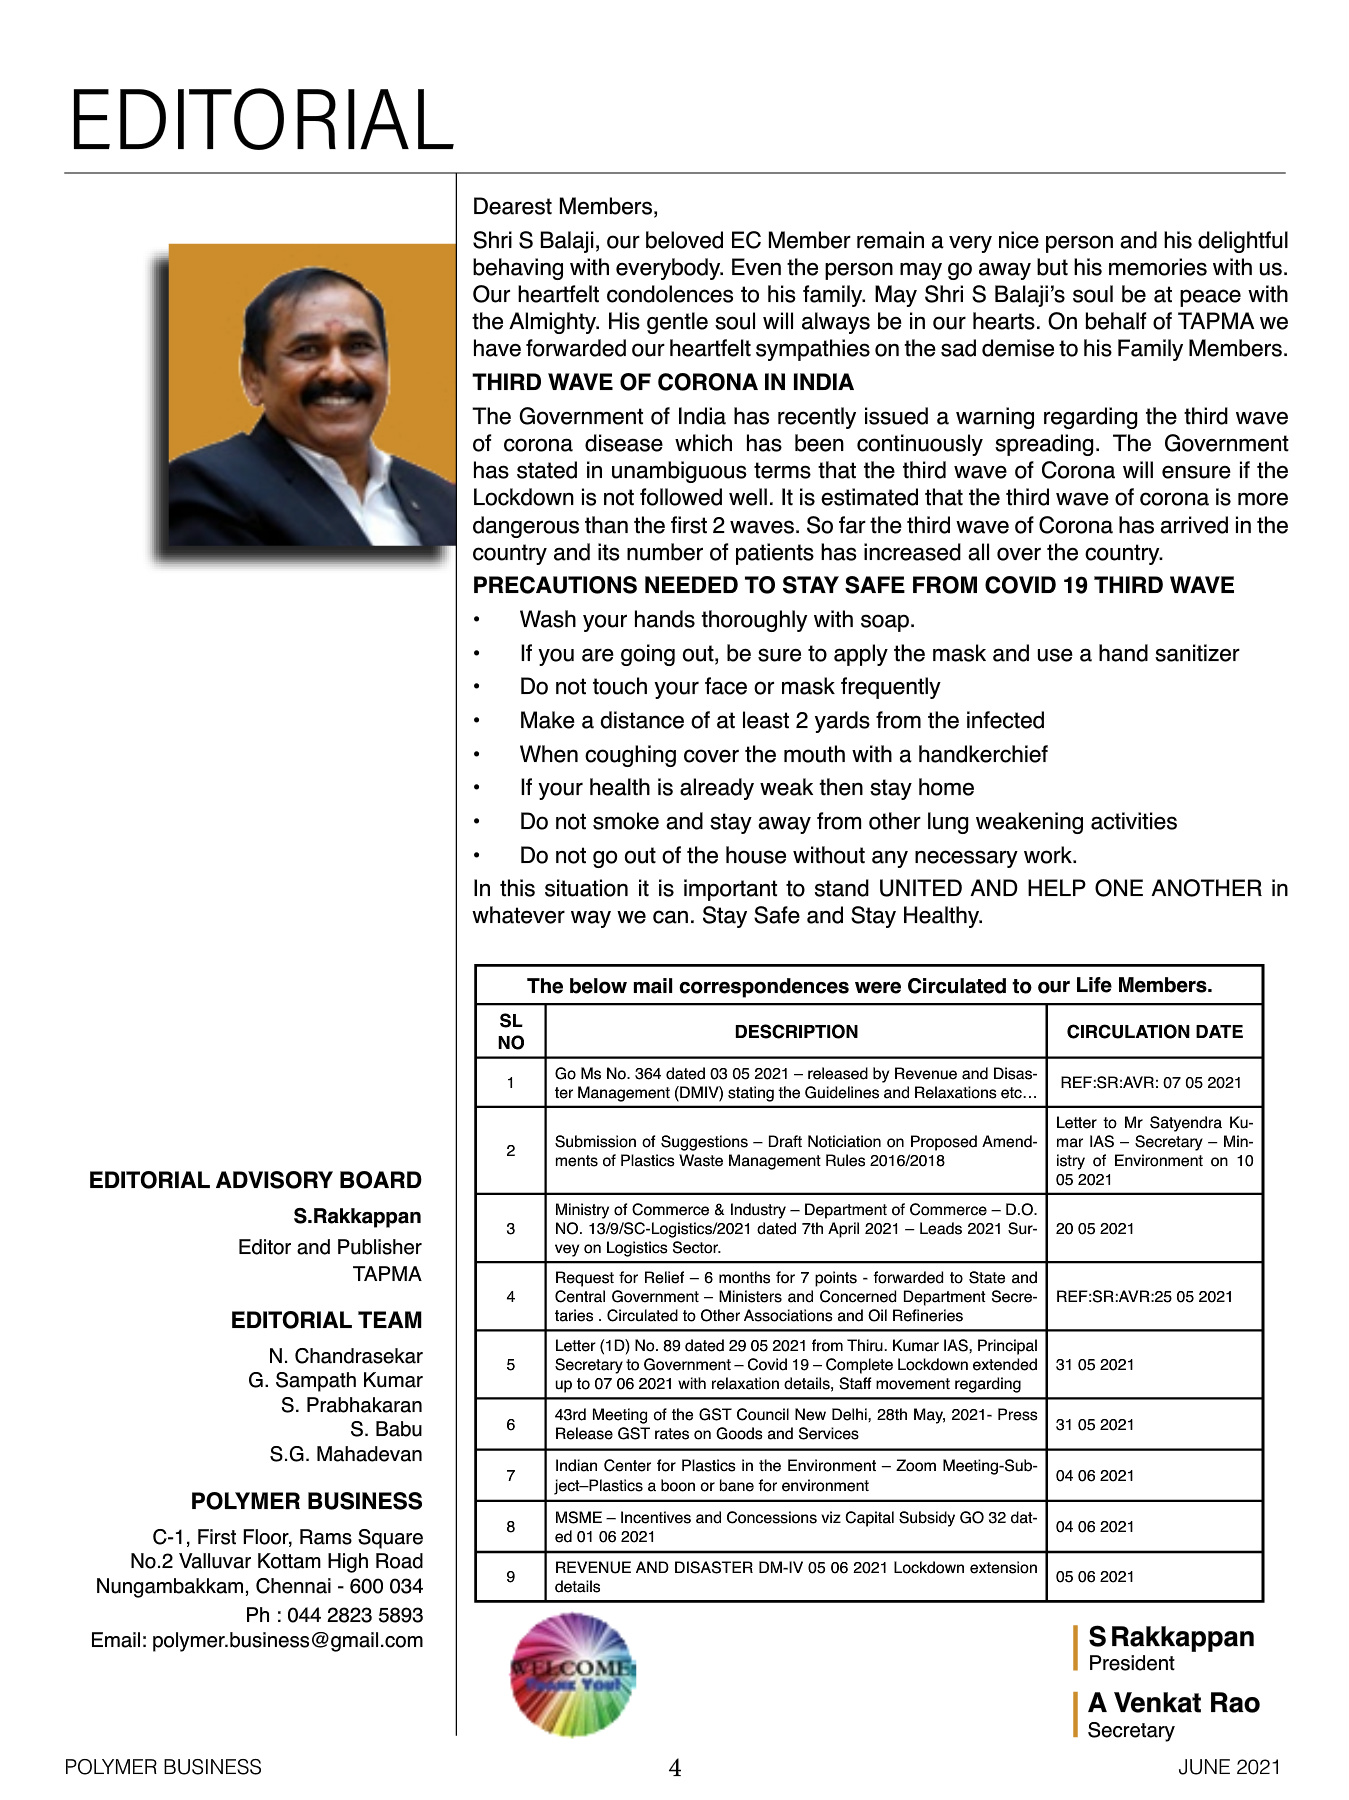 EDITORIAL
Dearest Members,
Shri S Balaji, our beloved EC Member remain a very nice person and his delightful
behaving with everybody. Even the person may go away but his memories with us.
Our heartfelt condolences to his family. May Shri S Balaji’s soul be at peace with
the Almighty. His gentle soul will always be in our hearts. On behalf of TAPMA we
have forwarded our heartfelt sympathies on the sad demise to his Family Members.
THIRD WAVE OF CORONA IN INDIA
The Government of India has recently issued a warning regarding the third wave
of corona disease which has been continuously spreading. The Government
has stated in unambiguous terms that the third wave of Corona will ensure if the
Lockdown is not followed well. It is estimated that the third wave of corona is more
dangerous than the first 2 waves. So far the third wave of Corona has arrived in the
country and its number of patients has increased all over the country.
PRECAUTIONS NEEDED TO STAY SAFE FROM COVID 19 THIRD WAVE
• Wash your hands thoroughly with soap.
• If you are going out, be sure to apply the mask and use a hand sanitizer
• Do not touch your face or mask frequently
• Make a distance of at least 2 yards from the infected
• When coughing cover the mouth with a handkerchief
• If your health is already weak then stay home
• Do not smoke and stay away from other lung weakening activities
• Do not go out of the house without any necessary work.
In this situation it is important to stand UNITED AND HELP ONE ANOTHER in
whatever way we can. Stay Safe and Stay Healthy.
The below mail correspondences were Circulated to our Life Members.
SL
NO
DESCRIPTION
CIRCULATION DATE
1
Go Ms No. 364 dated 03 05 2021 – released by Revenue and Disas-
ter Management (DMIV) stating the Guidelines and Relaxations etc…
REF:SR:AVR: 07 05 2021
2
Submission of Suggestions – Draft Noticiation on Proposed Amend-
ments of Plastics Waste Management Rules 2016/2018
Letter to Mr Satyendra Ku-
mar IAS – Secretary – Min-
istry of Environment on 10
05 2021
3
Ministry of Commerce & Industry – Department of Commerce – D.O.
NO. 13/9/SC-Logistics/2021 dated 7th April 2021 – Leads 2021 Sur-
vey on Logistics Sector.
20 05 2021
4
Request for Relief – 6 months for 7 points - forwarded to State and
Central Government – Ministers and Concerned Department Secre-
taries . Circulated to Other Associations and Oil Refineries
REF:SR:AVR:25 05 2021
5
Letter (1D) No. 89 dated 29 05 2021 from Thiru. Kumar IAS, Principal
Secretary to Government – Covid 19 – Complete Lockdown extended
up to 07 06 2021 with relaxation details, Staff movement regarding
31 05 2021
6
43rd Meeting of the GST Council New Delhi, 28th May, 2021- Press
Release GST rates on Goods and Services
31 05 2021
7
Indian Center for Plastics in the Environment – Zoom Meeting-Sub-
ject–Plastics a boon or bane for environment
04 06 2021
8
MSME – Incentives and Concessions viz Capital Subsidy GO 32 dat-
ed 01 06 2021
04 06 2021
9
REVENUE AND DISASTER DM-IV 05 06 2021 Lockdown extension
details
05 06 2021
EDITORIAL ADVISORY BOARD
S.Rakkappan
Editor and Publisher
TAPMA
EDITORIAL TEAM
N. Chandrasekar
G. Sampath Kumar
S. Prabhakaran
S. Babu
S.G. Mahadevan
POLYMER BUSINESS
C-1, First Floor, Rams Square
No.2 Valluvar Kottam High Road
Nungambakkam, Chennai - 600 034
Ph : 044 2823 5893
Email: polymer.business@gmail.com
WELCOME
Thank You!
S Rakkappan
President
A Venkat Rao
Secretary
POLYMER BUSINESS
4
JUNE 2021